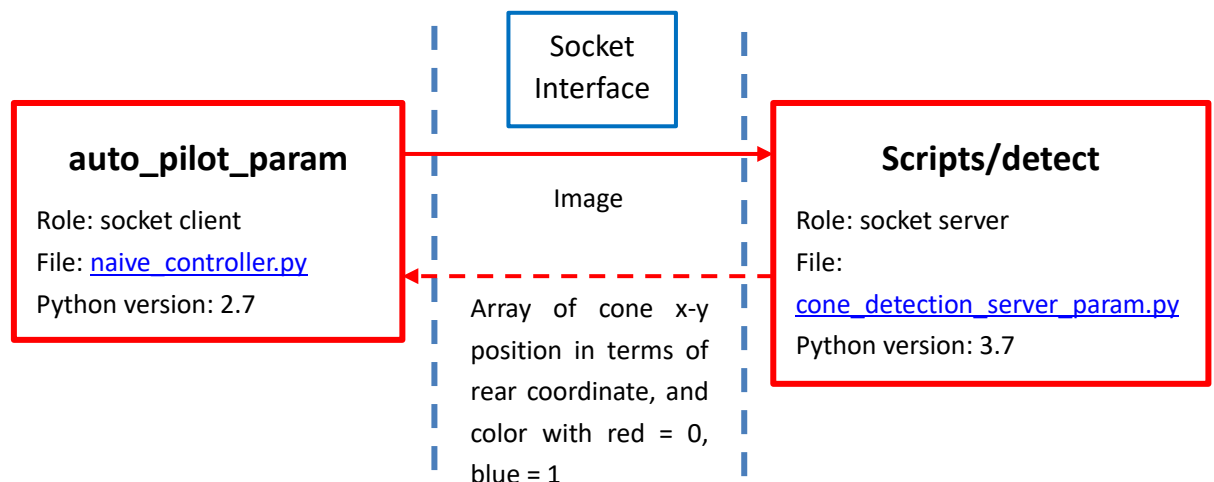 Socket
Interface
auto_pilot_param
Role: socket client
File: naive_controller.py
Python version: 2.7
Image
Array of cone x-y
position in terms of
rear coordinate, and
color with red = 0,
blue = 1
Scripts/detect
Role: socket server
File:
cone_detection_server_param.py
Python version: 3.7